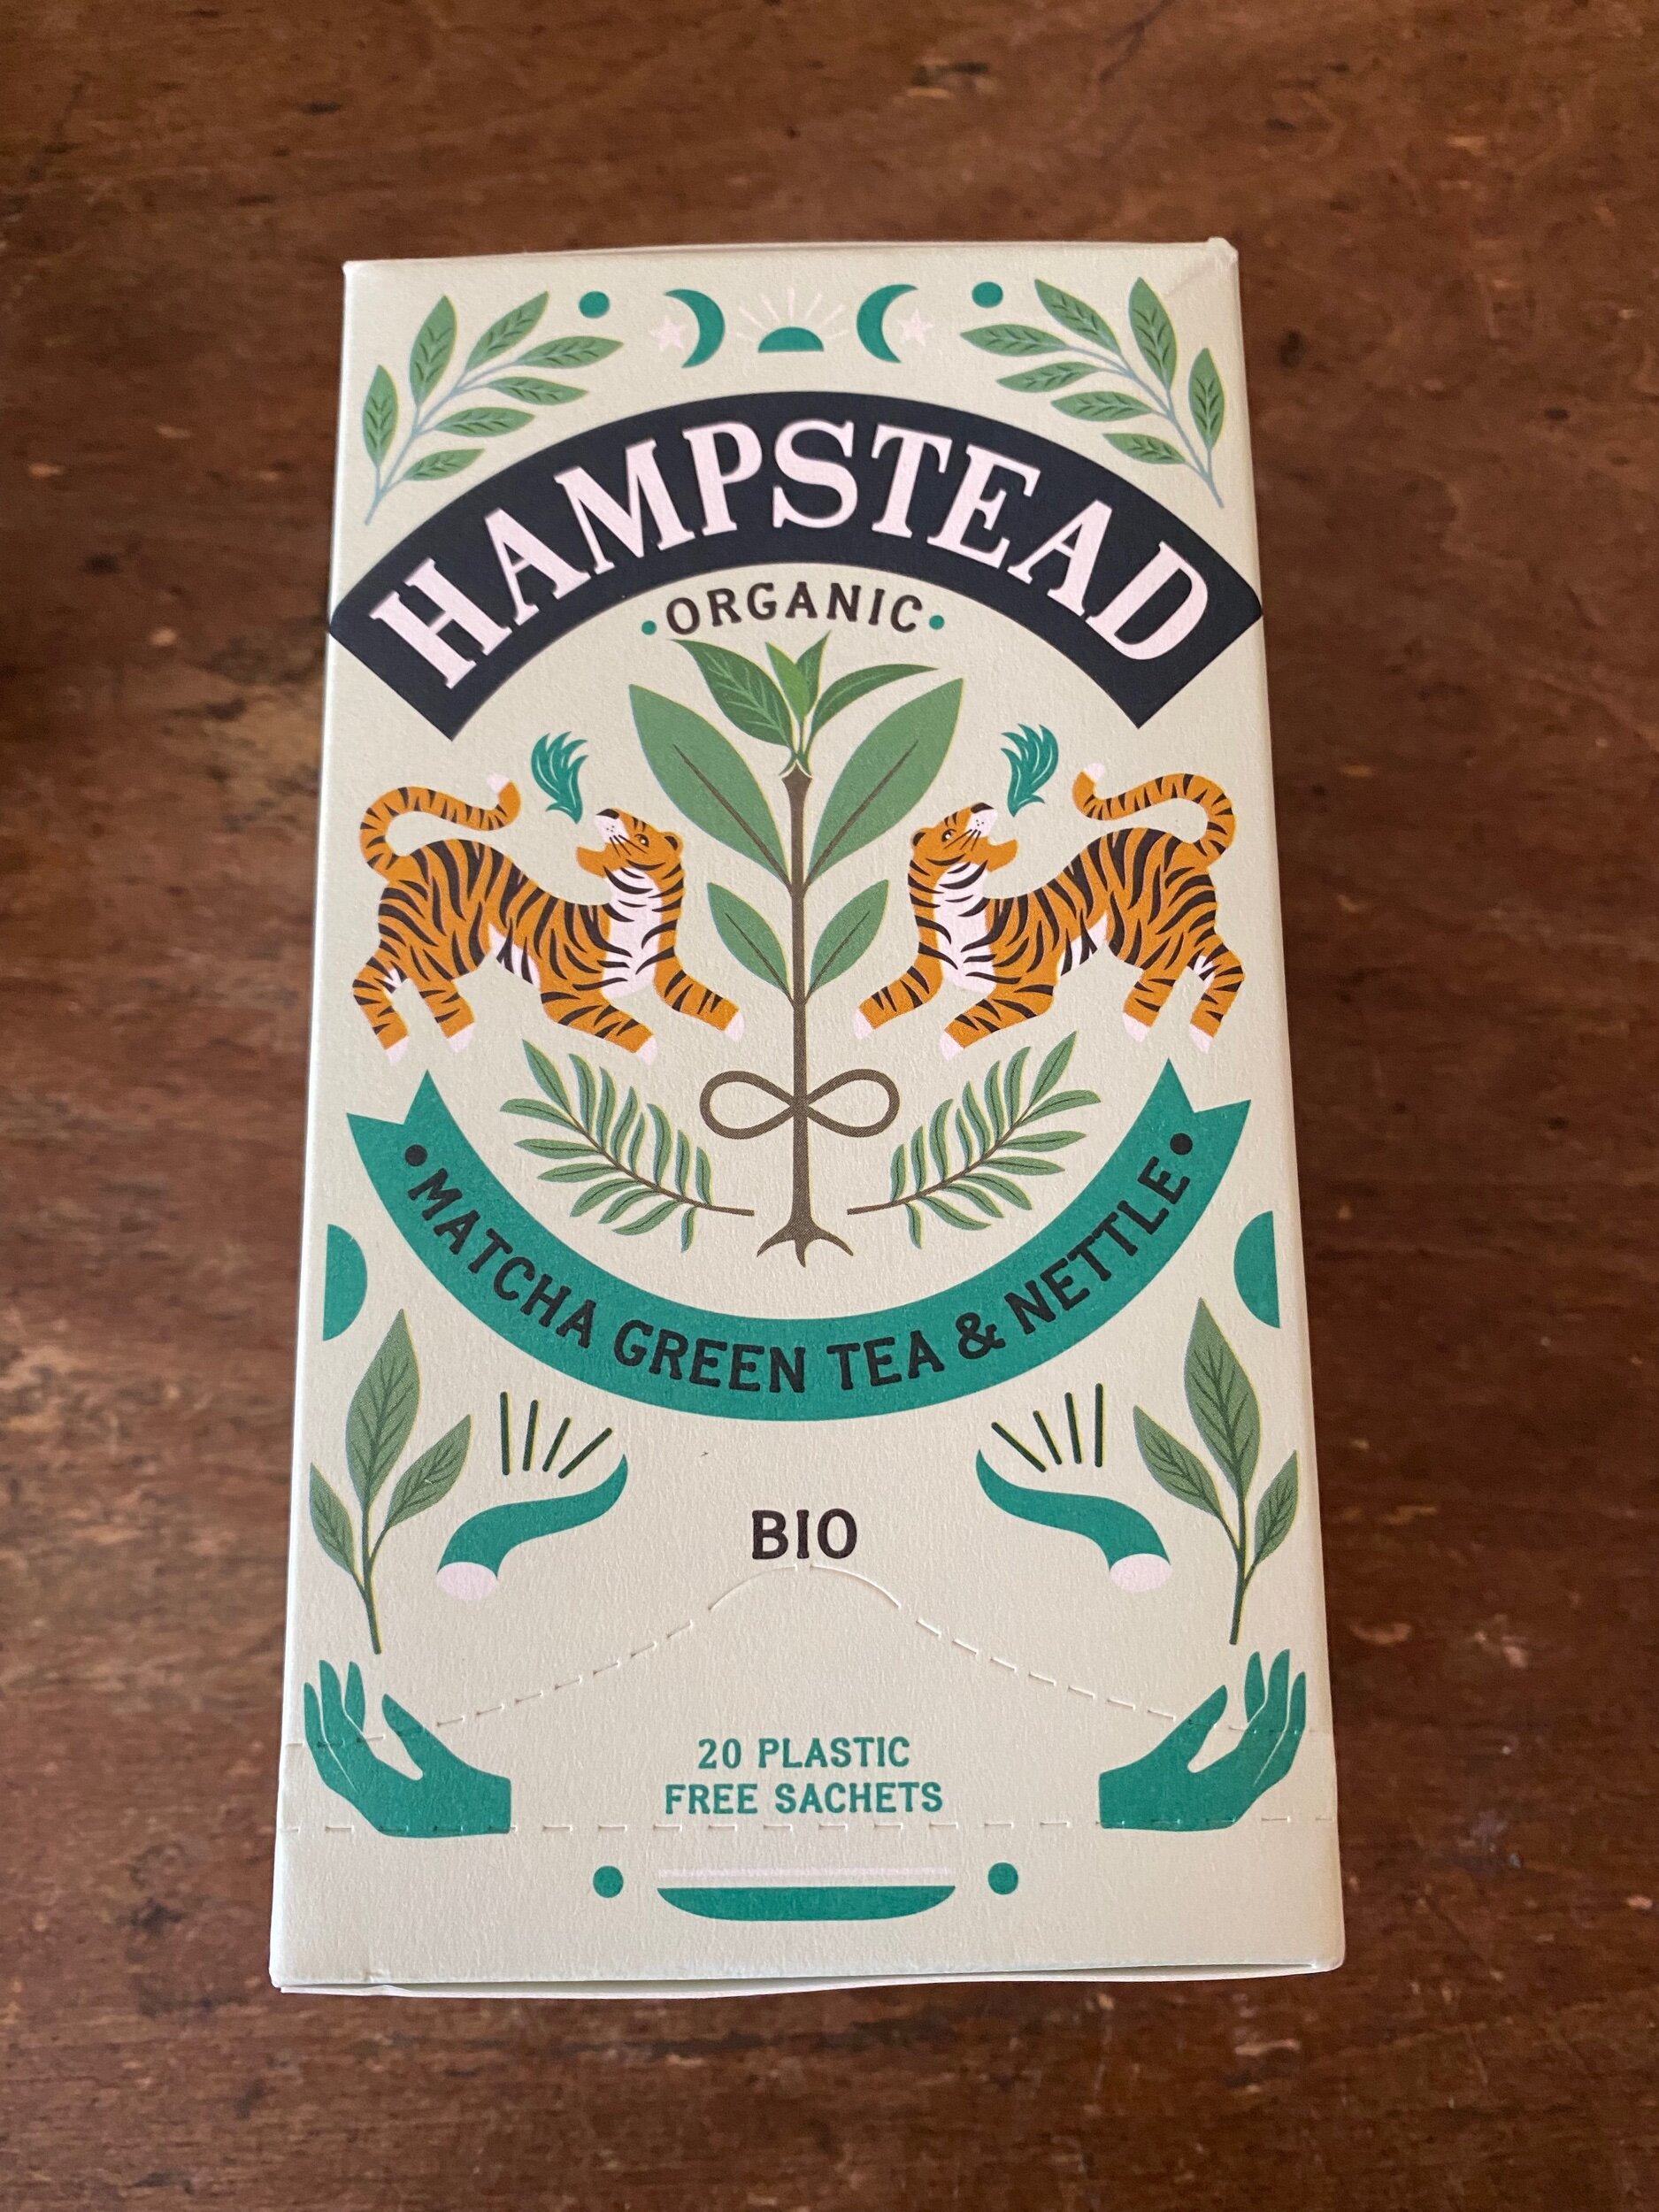 HAMPSTEAD
•ORGANIC•
•MATCHA GREEN TEA & NETTLE•
BIO
20 PLASTIC
FREE SACHETS